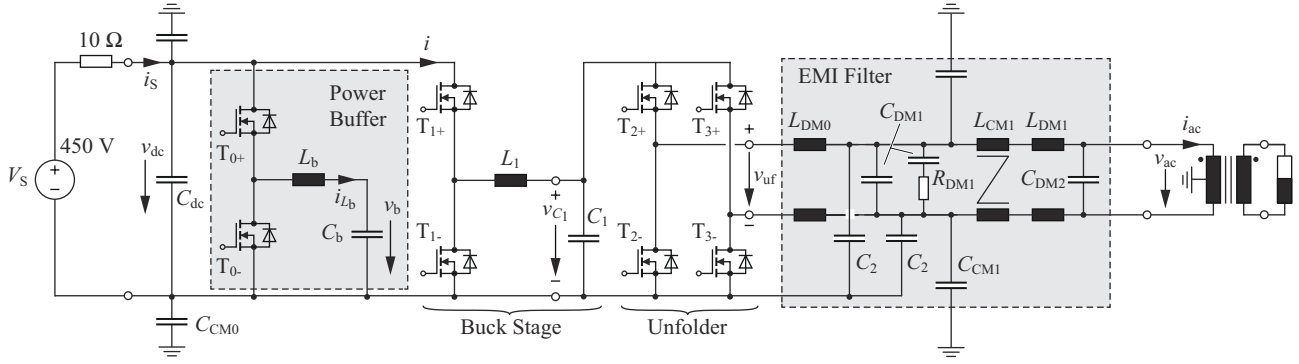 10 Ω
i_S
i
Power
Buffer
EMI Filter
C_DM1
L_DM0
L_CM1
L_DM1
i_ac
T_0+
T_1+
T_2+
T_3+
450 V
V_S
+
−
v_dc
C_dc
L_b
i_Lb
v_b
C_b
L_1
+
v_C1
−
C_1
+
v_uf
−
R_DM1
C_DM2
v_ac
T_0-
T_1-
T_2-
T_3-
C_2
C_2
C_CM1
C_CM0
Buck Stage
Unfolder